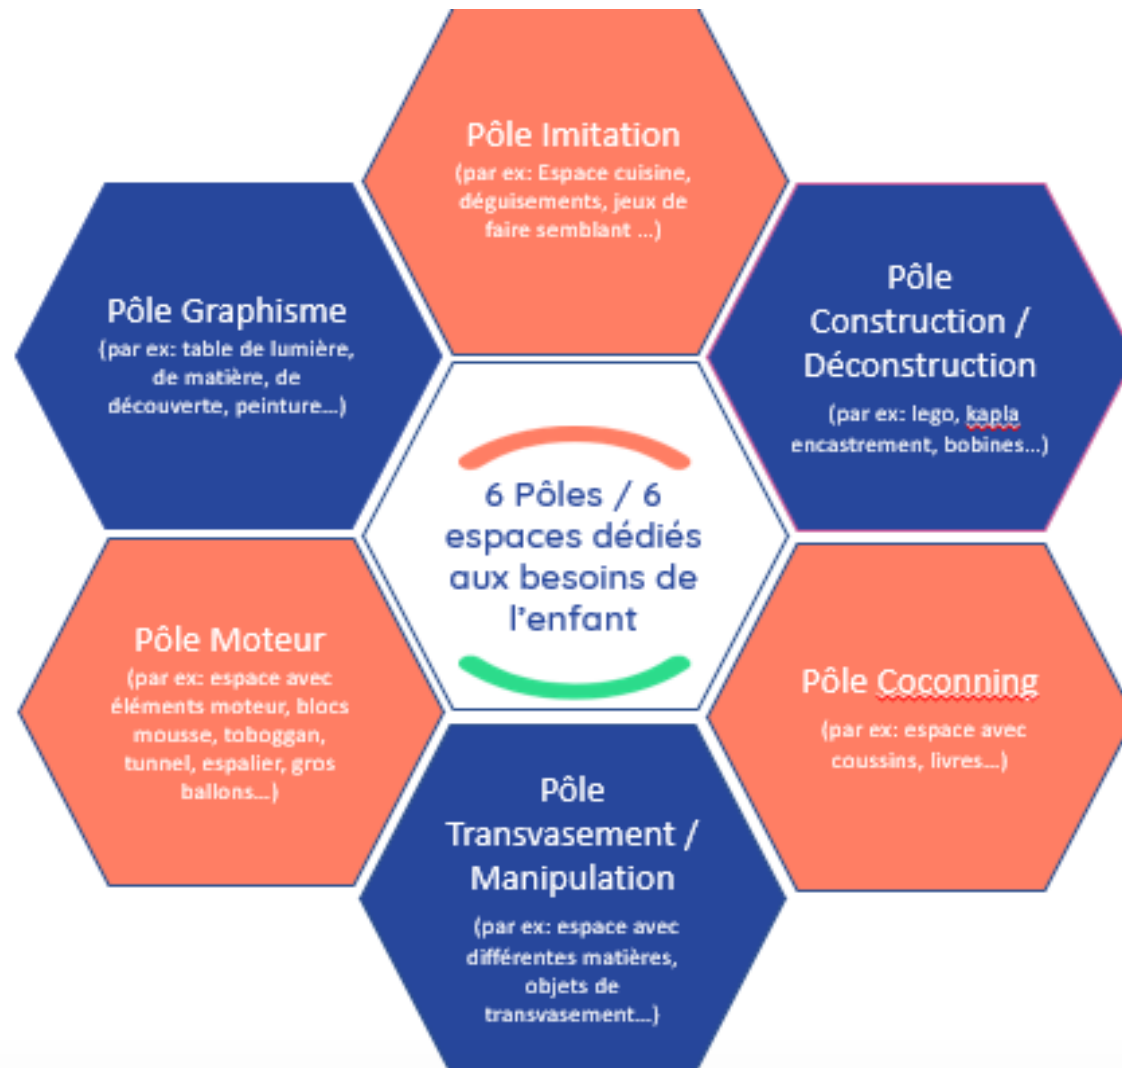 Pôle Imitation
(par ex: Espace cuisine,
déguisements, jeux de
faire semblant ...)
Pôle Graphisme
(par ex: table de lumière,
de matière, de
découverte, peinture...)
Pôle
Construction /
Déconstruction
(par ex: lego, kapla
encastrement, bobines...)
6 Pôles / 6
espaces dédiés
aux besoins de
l'enfant
Pôle Moteur
(par ex: espace avec
éléments moteur, blocs
mousse, toboggan,
tunnel, espalier, gros
ballons...)
Pôle Coconning
(par ex: espace avec
coussins, livres...)
Pôle
Transvasement /
Manipulation
(par ex: espace avec
différentes matières,
objets de
transvasement...)